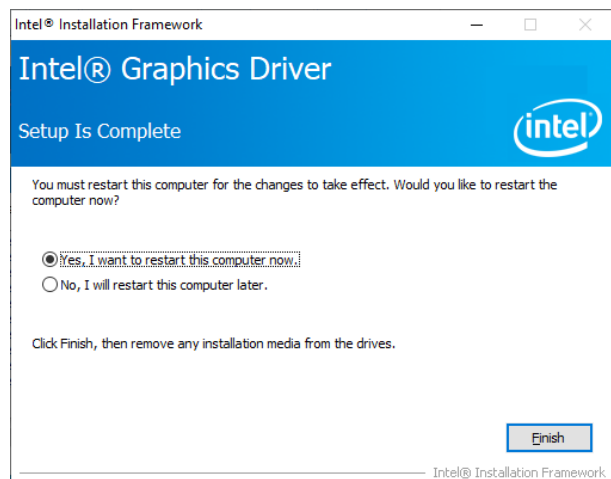 Intel® Installation Framework
Intel® Graphics Driver
Setup Is Complete
intel
You must restart this computer for the changes to take effect. Would you like to restart the
computer now?
Yes, I want to restart this computer now.
No, I will restart this computer later.
Click Finish, then remove any installation media from the drives.
Finish
Intel® Installation Framework